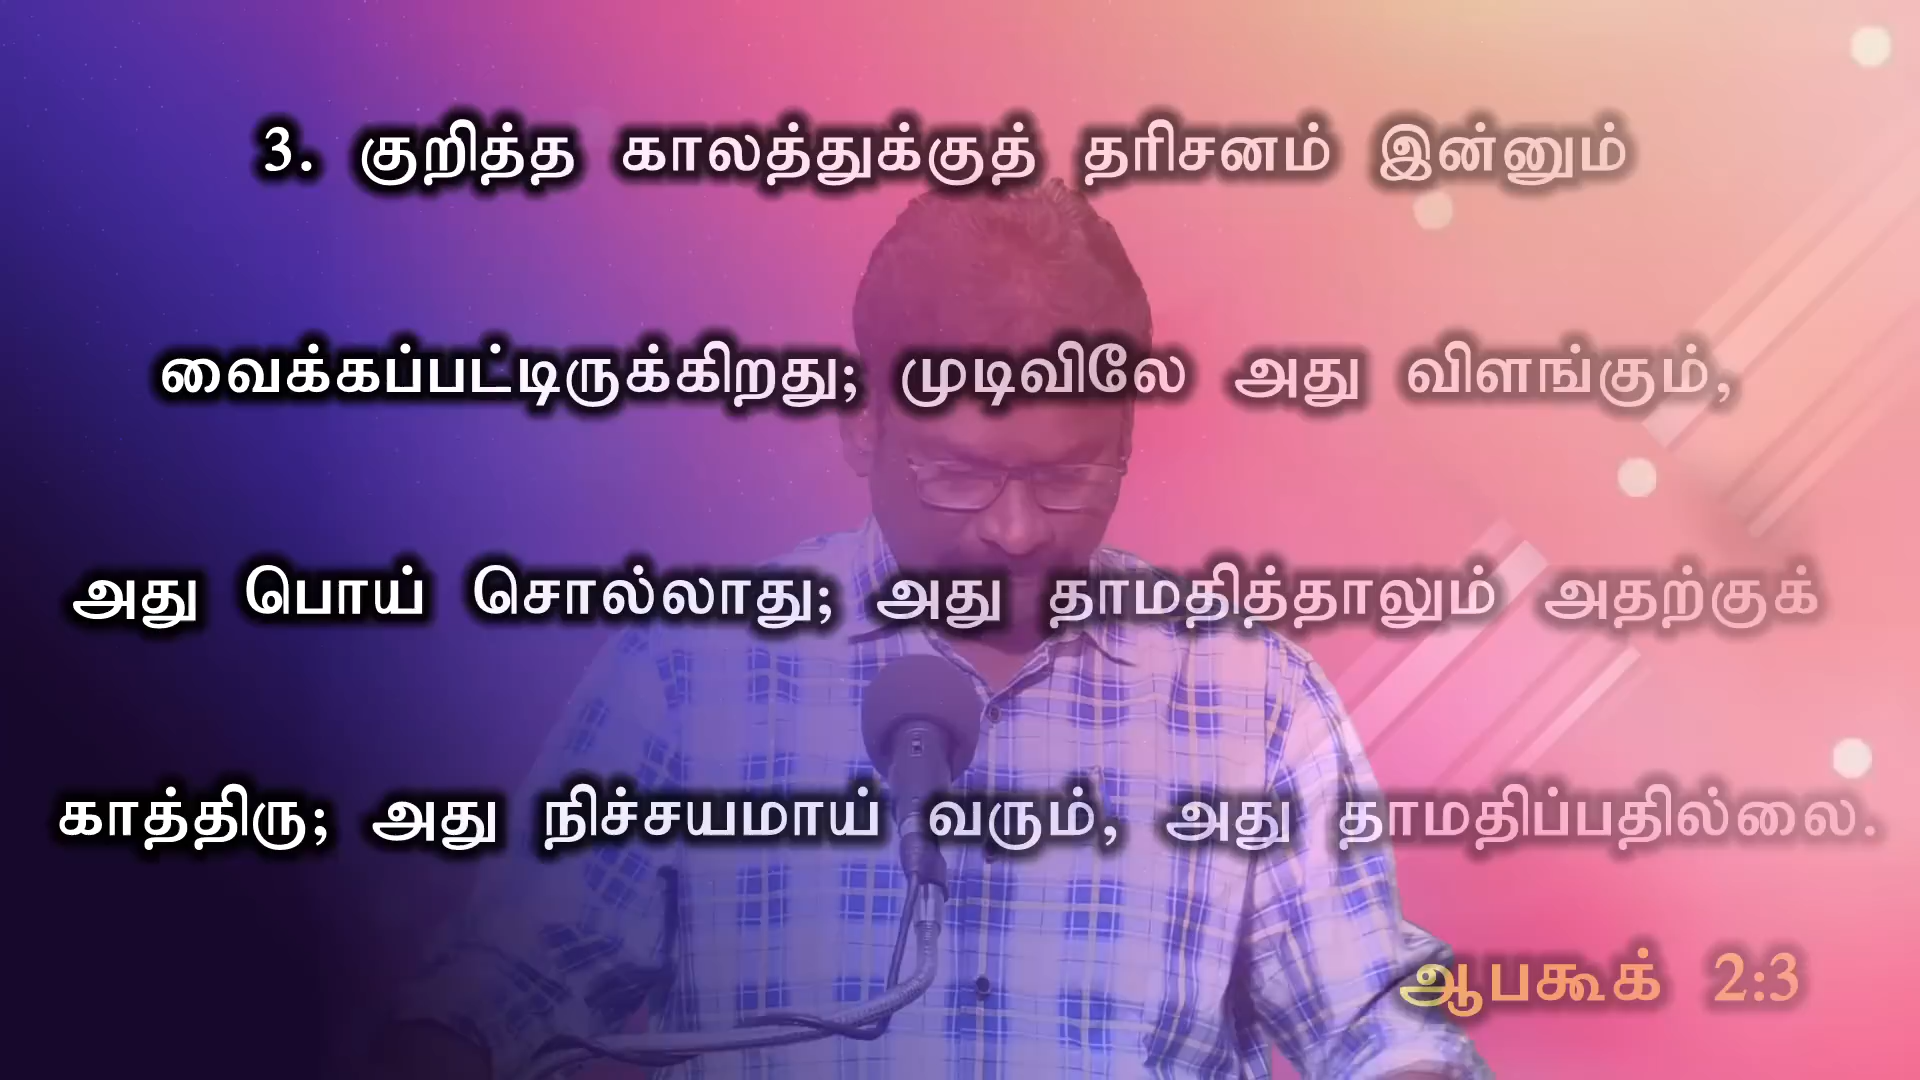 3. குறித்த காலத்துக்குத் தரிசனம் இன்னும்
வைக்கப்பட்டிருக்கிறது; முடிவிலே அது விளங்கும்,
அது பொய் சொல்லாது; அது தாமதித்தாலும் அதற்குக்
காத்திரு; அது நிச்சயமாய் வரும், அது தாமதிப்பதில்லை.
ஆபகூக் 2:3